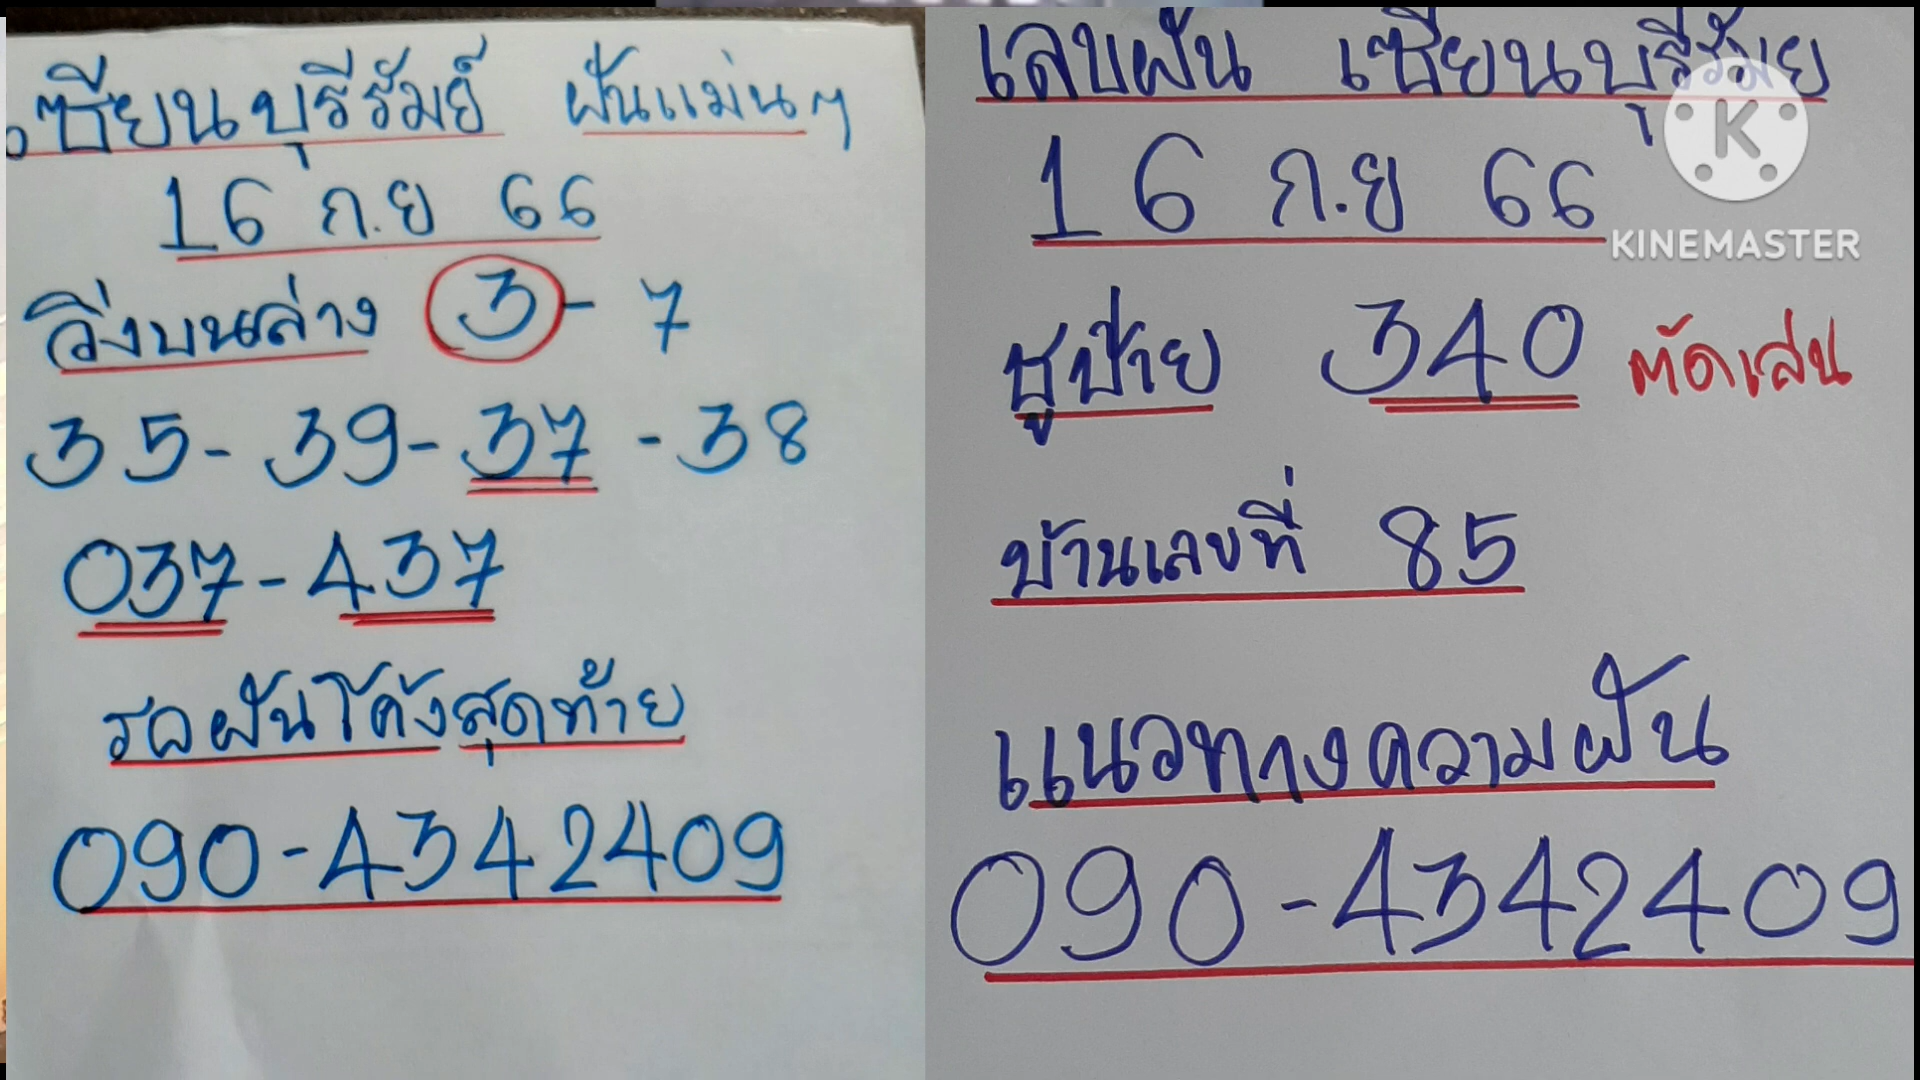 เซียนบุรีรัมย์ ฝันแม่นๆ
16 ก.ย 66
วิ่งบนล่าง 3 - 7
35 - 39 - 37 - 38
037 - 437
รถฝันโค้งสุดท้าย
090-4342409
เลขฝัน เซียนบุรีรัมย
16 ก.ย 66
ชูป้าย 340 ตัดเล่น
บ้านเลขที่ 85
แนวทางความฝัน
090-4342409
K
KINEMASTER